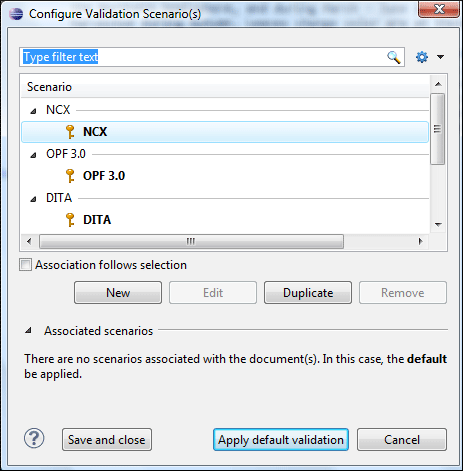 Configure Validation Scenario(s)
Type filter text
Scenario
NCX
NCX
OPF 3.0
OPF 3.0
DITA
DITA
Association follows selection
New Edit Duplicate Remove
Associated scenarios
There are no scenarios associated with the document(s). In this case, the default
be applied.
? Save and close Apply default validation Cancel